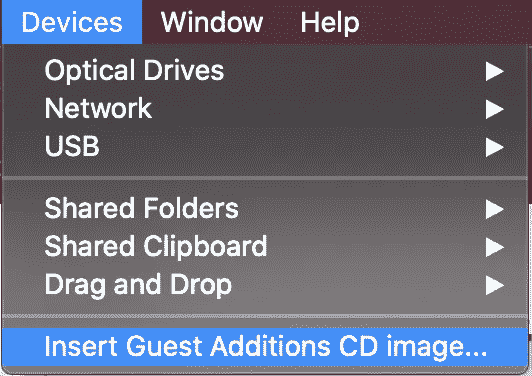 Devices Window Help
Optical Drives
Network
USB
Shared Folders
Shared Clipboard
Drag and Drop
Insert Guest Additions CD image...